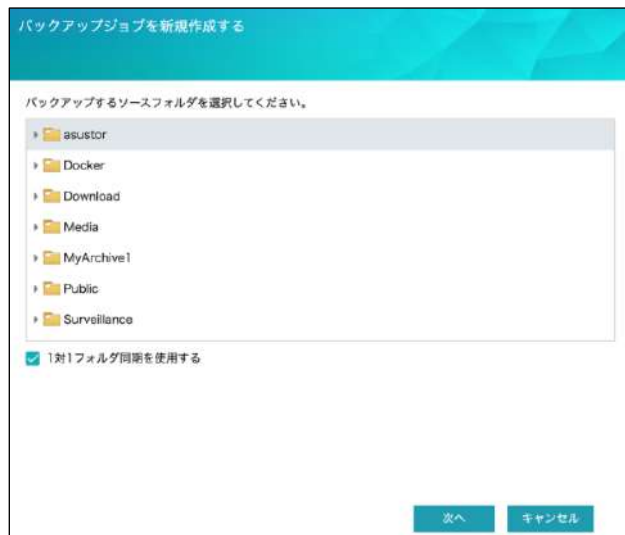 バックアップジョブを新規作成する
バックアップするソースフォルダを選択してください。
asustor
Docker
Download
Media
MyArchive1
Public
Surveillance
1対1フォルダ同期を使用する
次へ
キャンセル